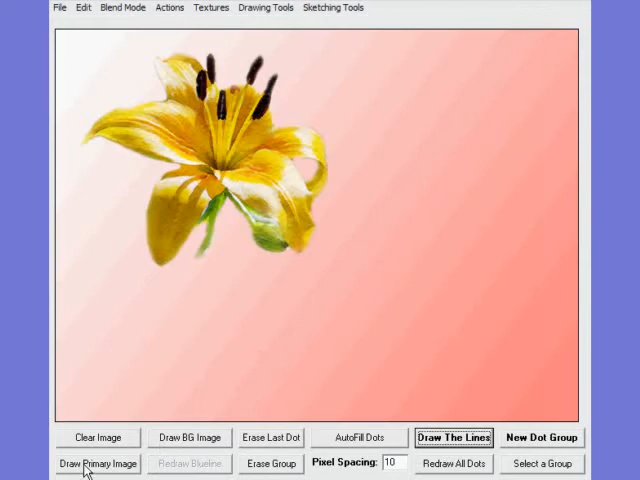 File Edit Blend Mode Actions Textures Drawing Tools Sketching Tools
Clear Image Draw BG Image Erase Last Dot AutoFill Dots Draw The Lines New Dot Group
Draw Primary Image Redraw Blueline Erase Group Pixel Spacing: 10 Redraw All Dots Select a Group